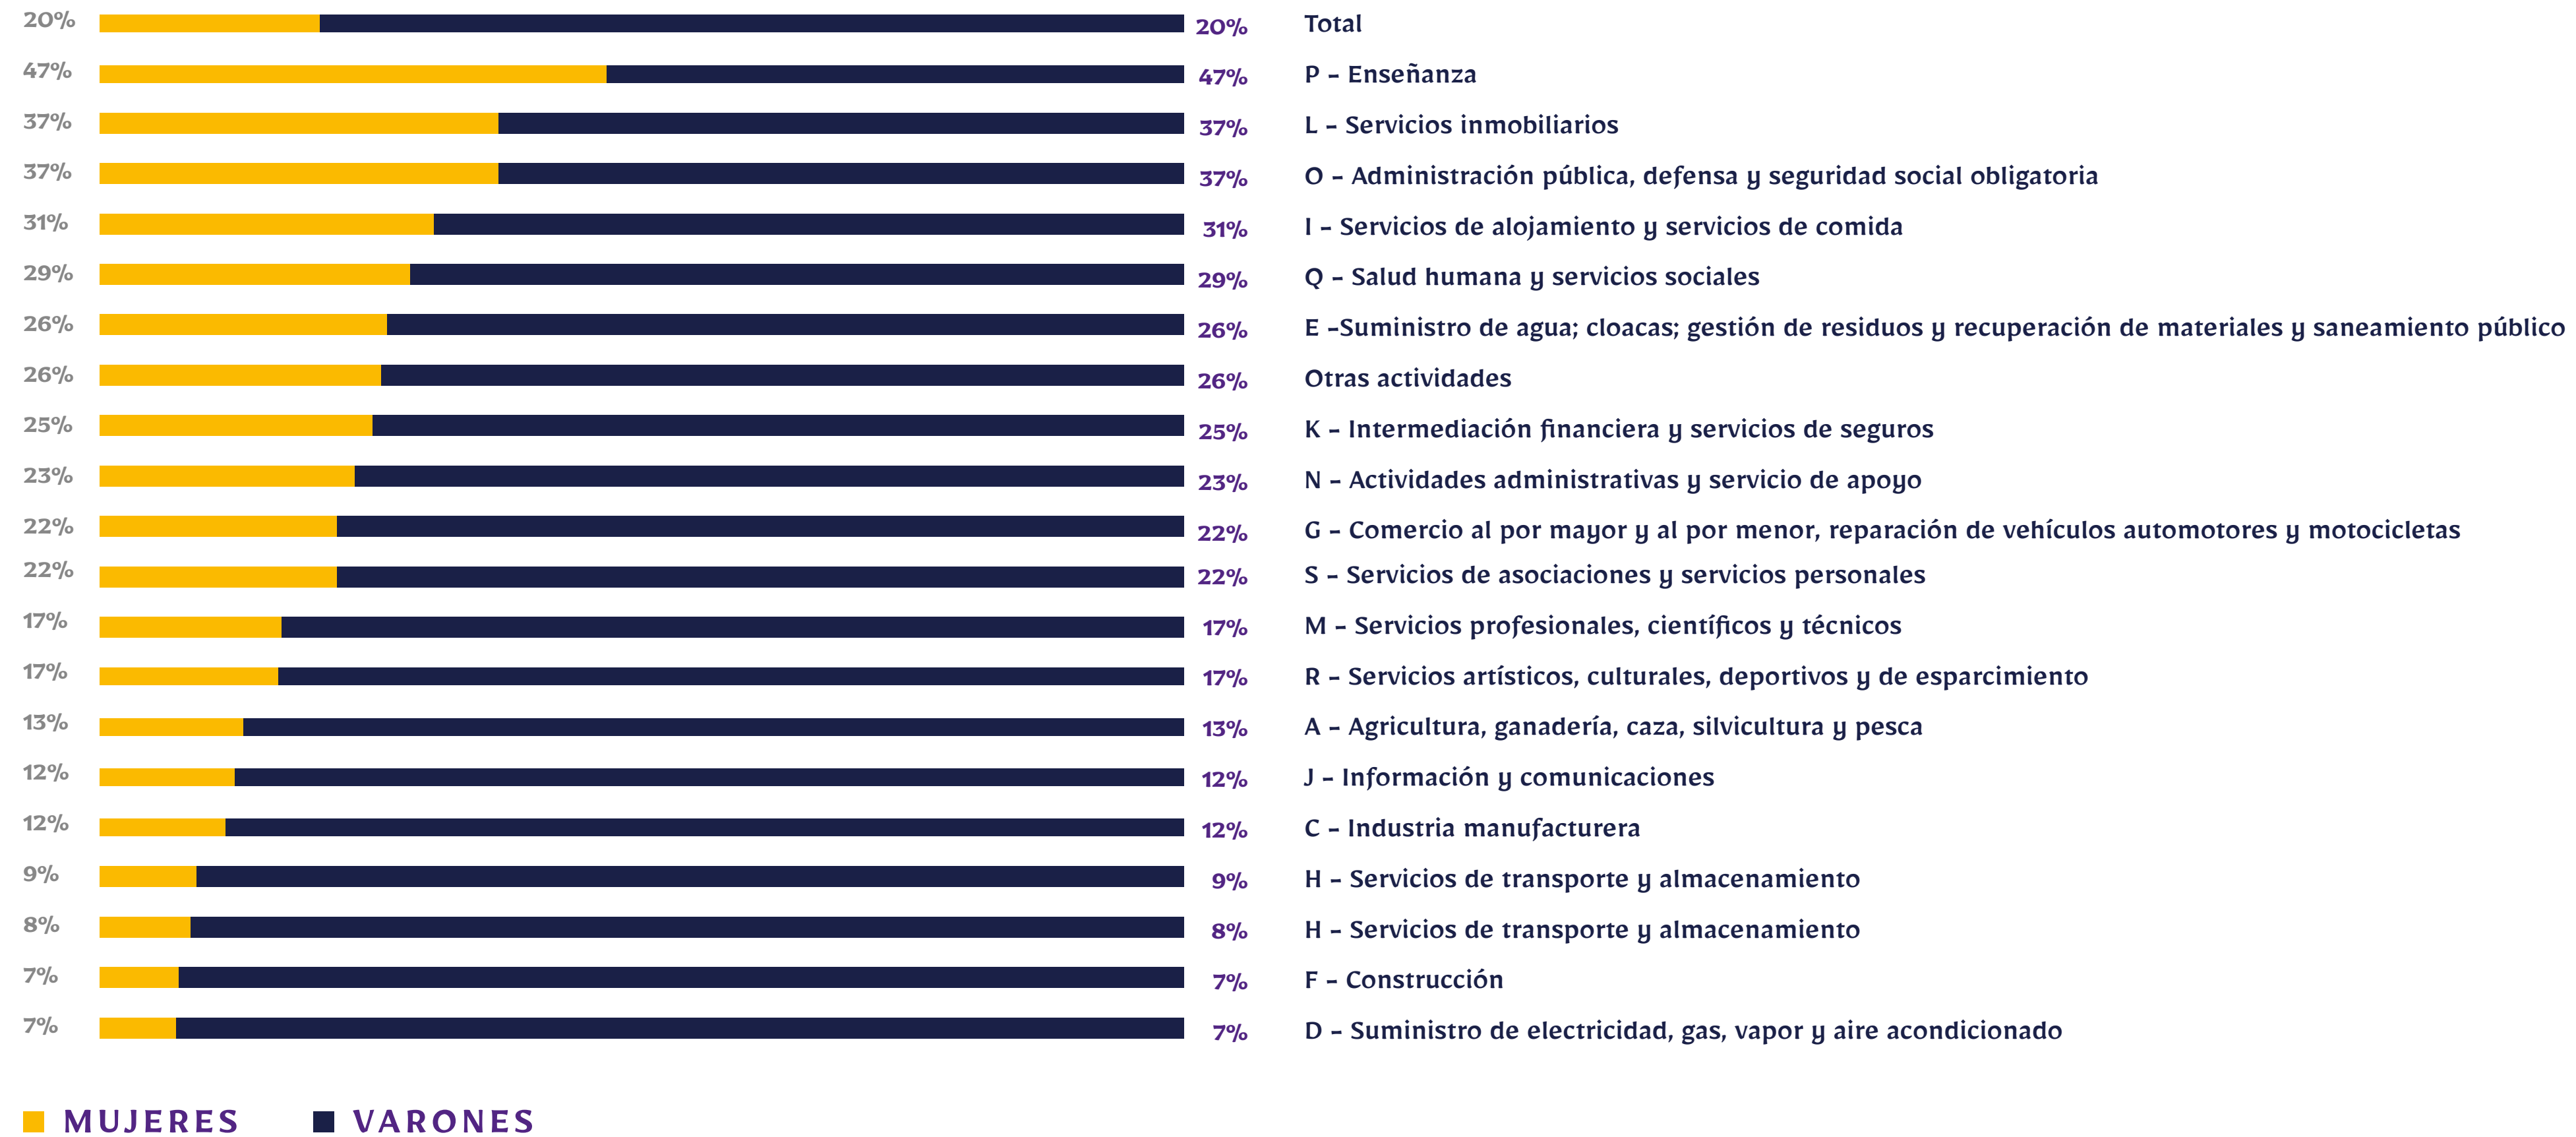 20% 20% Total
47% 47% P – Enseñanza
37% 37% L – Servicios inmobiliarios
37% 37% O – Administración pública, defensa y seguridad social obligatoria
31% 31% I – Servicios de alojamiento y servicios de comida
29% 29% Q – Salud humana y servicios sociales
26% 26% E –Suministro de agua; cloacas; gestión de residuos y recuperación de materiales y saneamiento público
26% 26% Otras actividades
25% 25% K – Intermediación financiera y servicios de seguros
23% 23% N – Actividades administrativas y servicio de apoyo
22% 22% G – Comercio al por mayor y al por menor, reparación de vehículos automotores y motocicletas
22% 22% S – Servicios de asociaciones y servicios personales
17% 17% M – Servicios profesionales, científicos y técnicos
17% 17% R – Servicios artísticos, culturales, deportivos y de esparcimiento
13% 13% A – Agricultura, ganadería, caza, silvicultura y pesca
12% 12% J – Información y comunicaciones
12% 12% C – Industria manufacturera
9% 9% H – Servicios de transporte y almacenamiento
8% 8% H – Servicios de transporte y almacenamiento
7% 7% F – Construcción
7% 7% D – Suministro de electricidad, gas, vapor y aire acondicionado
MUJERES VARONES